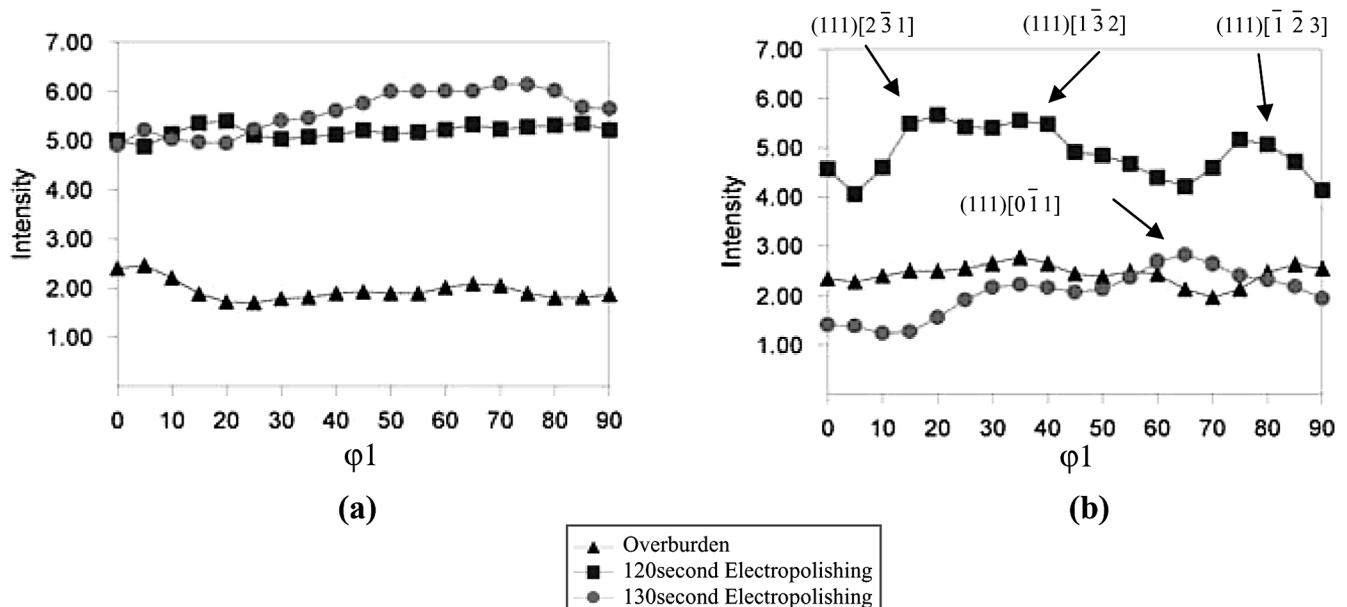 7.00
6.00
5.00
4.00
3.00
2.00
1.00
Intensity
0 10 20 30 40 50 60 70 80 90
φ1
(a)
(111)[2 3̅ 1]
(111)[1 3̅ 2]
(111)[1̅ 2̅ 3]
7.00
6.00
5.00
4.00
3.00
2.00
1.00
Intensity
(111)[0 1̅ 1]
0 10 20 30 40 50 60 70 80 90
φ1
(b)
Overburden
120second Electropolishing
130second Electropolishing